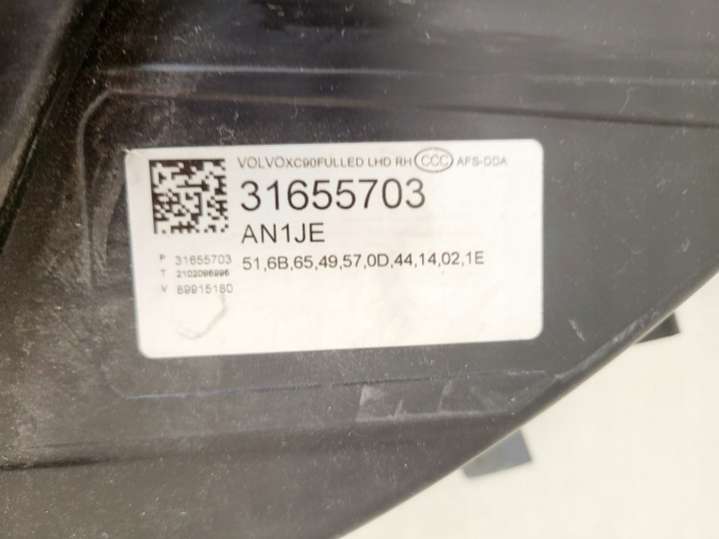 VOLVOXC90FULLED LHD RH CCC AFS-DDA
31655703
AN1JE
51,6B,65,49,57,0D,44,14,02,1E
P 31655703
T 2102096996
V 89915180